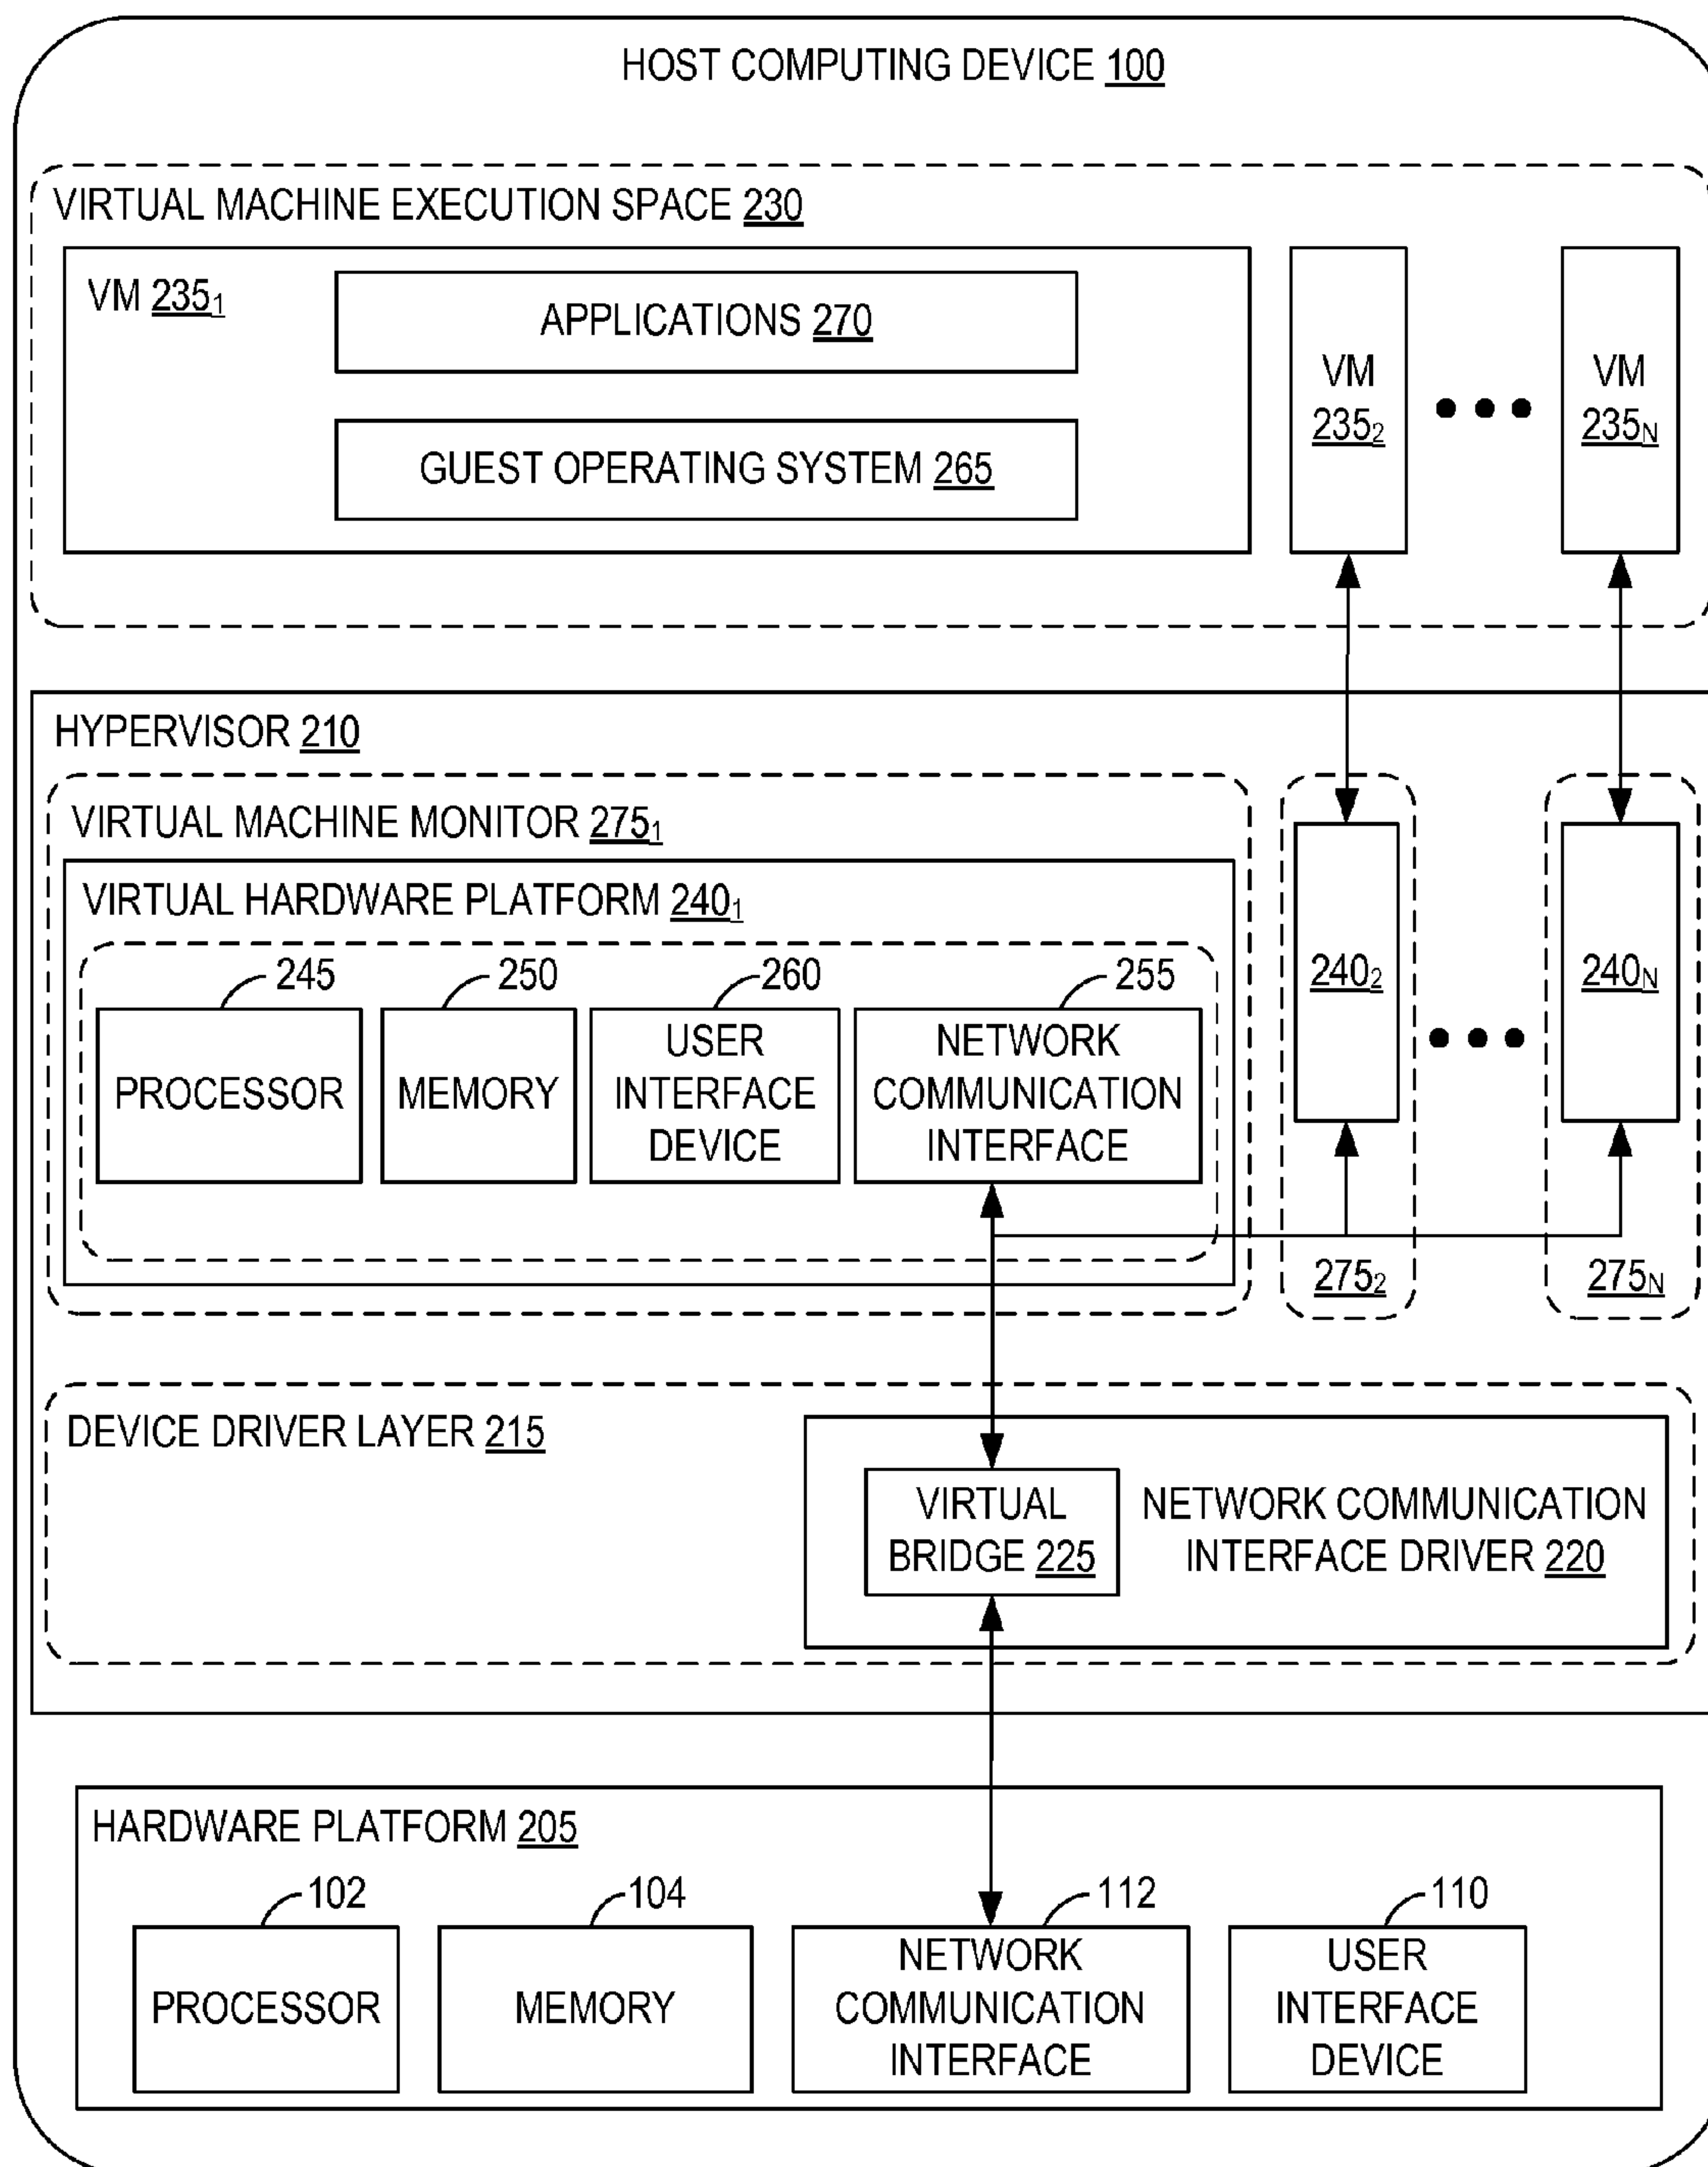 HOST COMPUTING DEVICE 100
VIRTUAL MACHINE EXECUTION SPACE 230
VM 235₁
APPLICATIONS 270
GUEST OPERATING SYSTEM 265
VM
235₂
VM
235N
HYPERVISOR 210
VIRTUAL MACHINE MONITOR 275₁
VIRTUAL HARDWARE PLATFORM 240₁
245
250
260
255
PROCESSOR
MEMORY
USER
INTERFACE
DEVICE
NETWORK
COMMUNICATION
INTERFACE
240₂
240N
275₂
275N
DEVICE DRIVER LAYER 215
VIRTUAL
BRIDGE 225
NETWORK COMMUNICATION
INTERFACE DRIVER 220
HARDWARE PLATFORM 205
102
104
112
110
PROCESSOR
MEMORY
NETWORK
COMMUNICATION
INTERFACE
USER
INTERFACE
DEVICE